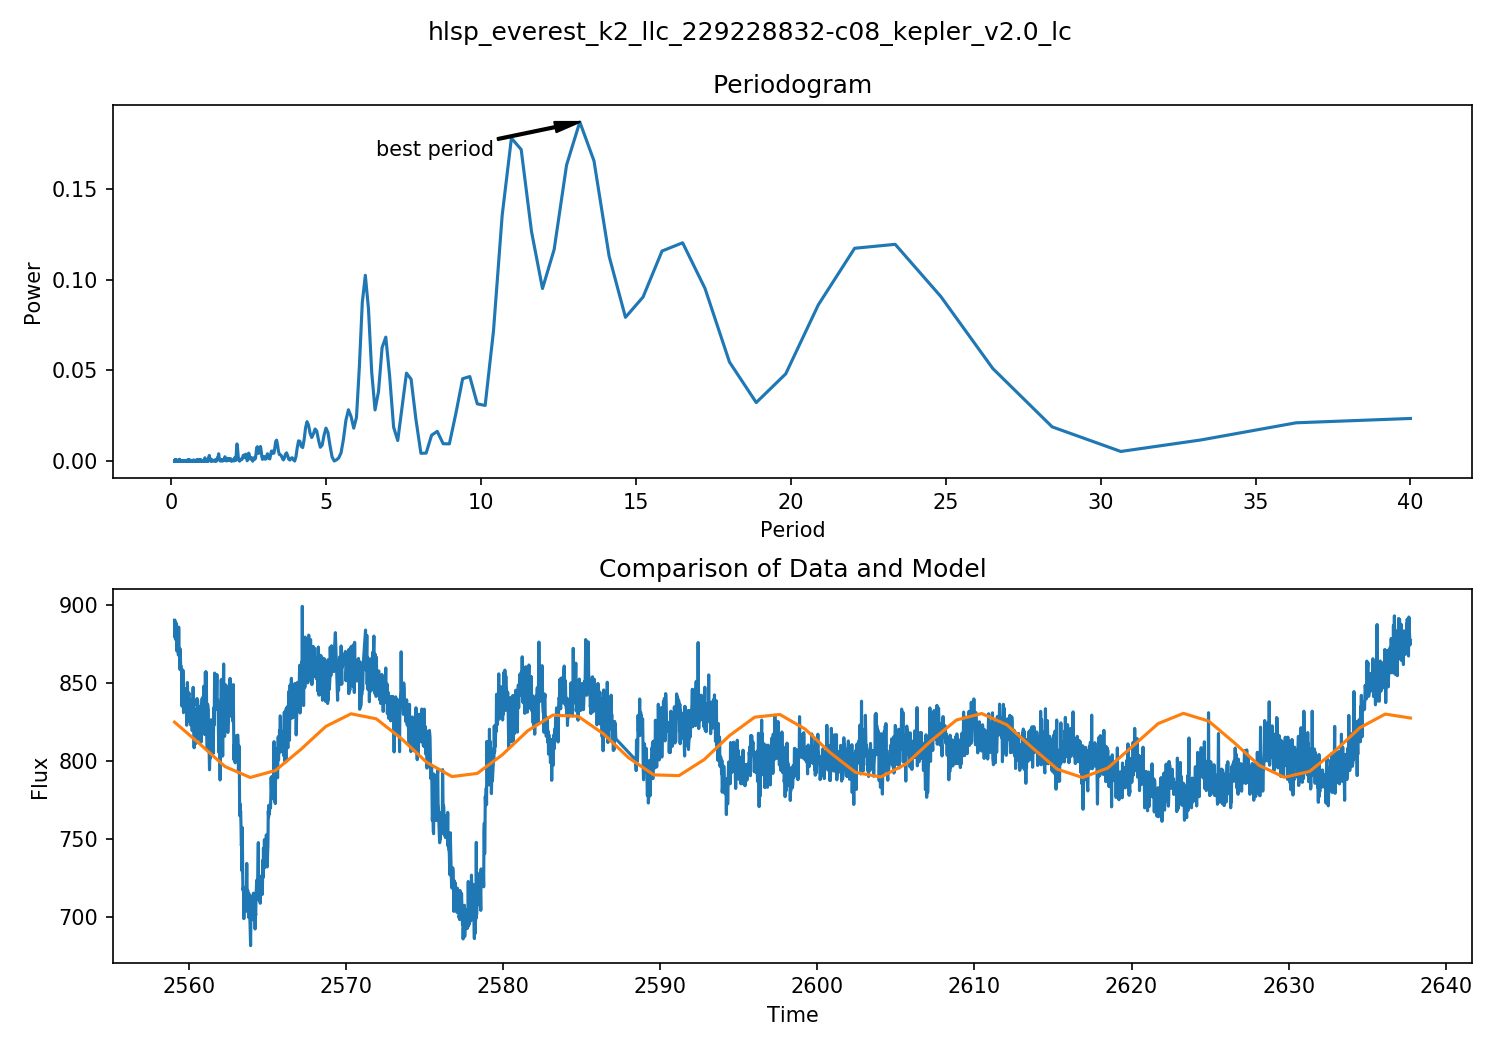 hlsp_everest_k2_llc_229228832-c08_kepler_v2.0_lc
Periodogram
best period
Power
0.15
0.10
0.05
0.00
0 5 10 15 20 25 30 35 40
Period
Comparison of Data and Model
Flux
900
850
800
750
700
2560 2570 2580 2590 2600 2610 2620 2630 2640
Time